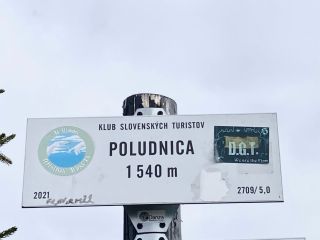 KLUB SLOVENSKÝCH TURISTOV
POLUDNICA
1 540 m
D.G.T.
2021
2709/5,0